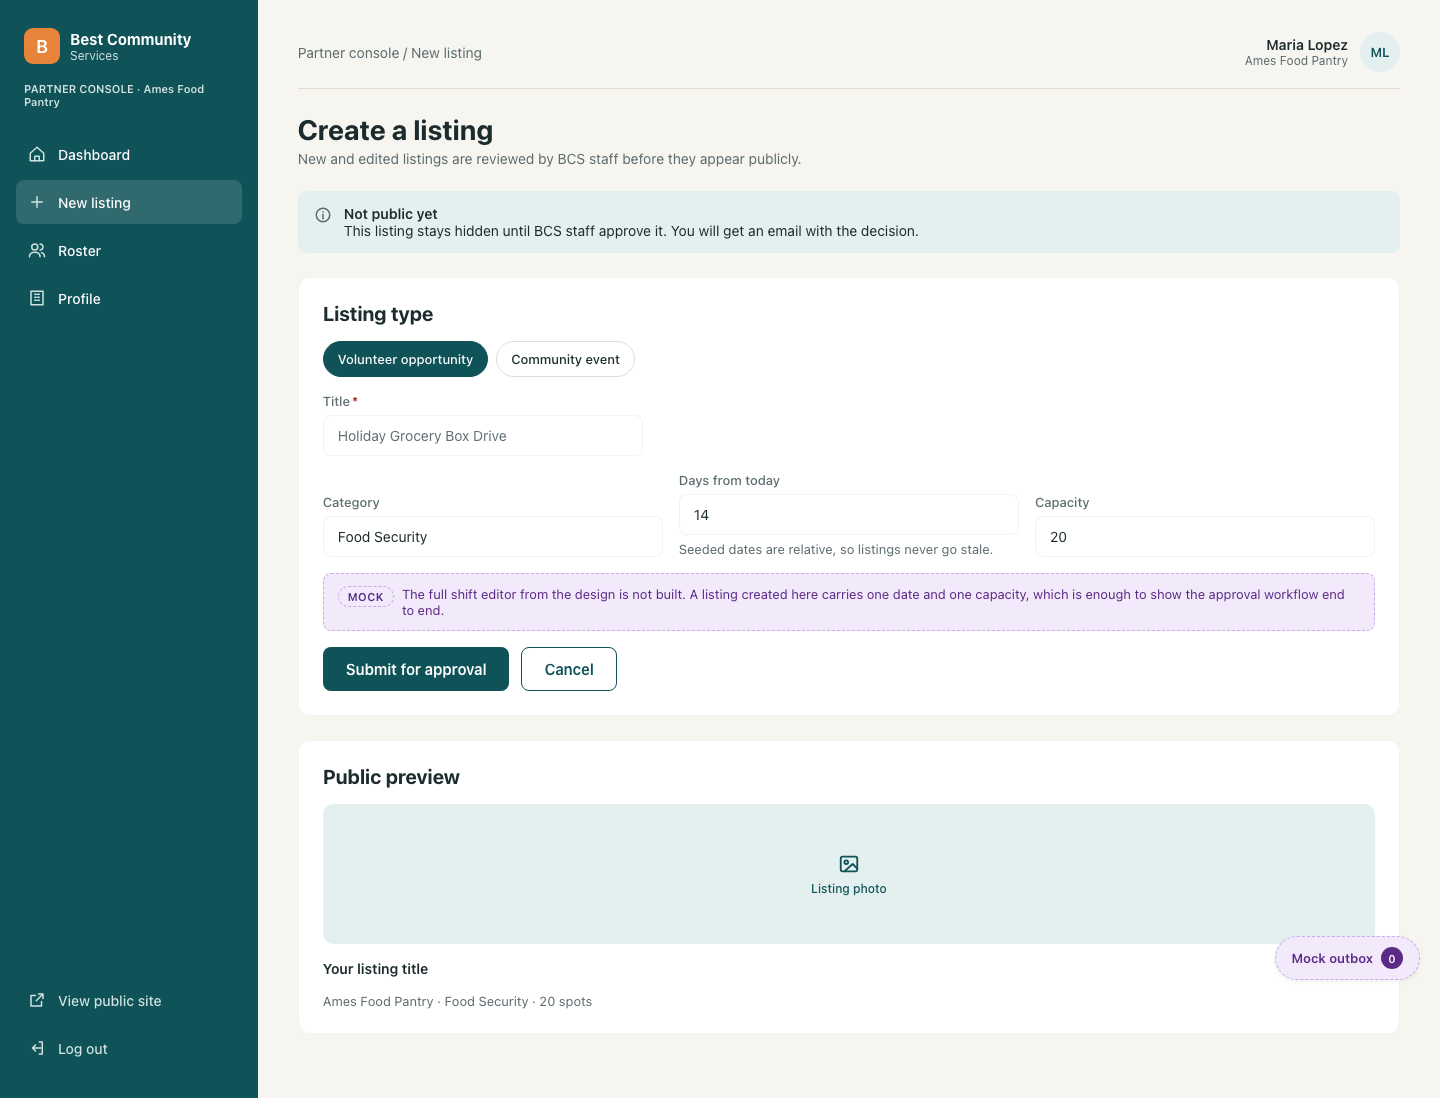 B
Best Community
Services
PARTNER CONSOLE · Ames Food
Pantry
Dashboard
New listing
Roster
Profile
View public site
Log out
Partner console / New listing
Maria Lopez
Ames Food Pantry
ML
Create a listing
New and edited listings are reviewed by BCS staff before they appear publicly.
Not public yet
This listing stays hidden until BCS staff approve it. You will get an email with the decision.
Listing type
Volunteer opportunity
Community event
Title *
Holiday Grocery Box Drive
Category
Food Security
Days from today
14
Seeded dates are relative, so listings never go stale.
Capacity
20
MOCK
The full shift editor from the design is not built. A listing created here carries one date and one capacity, which is enough to show the approval workflow end
to end.
Submit for approval
Cancel
Public preview
Listing photo
Your listing title
Ames Food Pantry · Food Security · 20 spots
Mock outbox 0